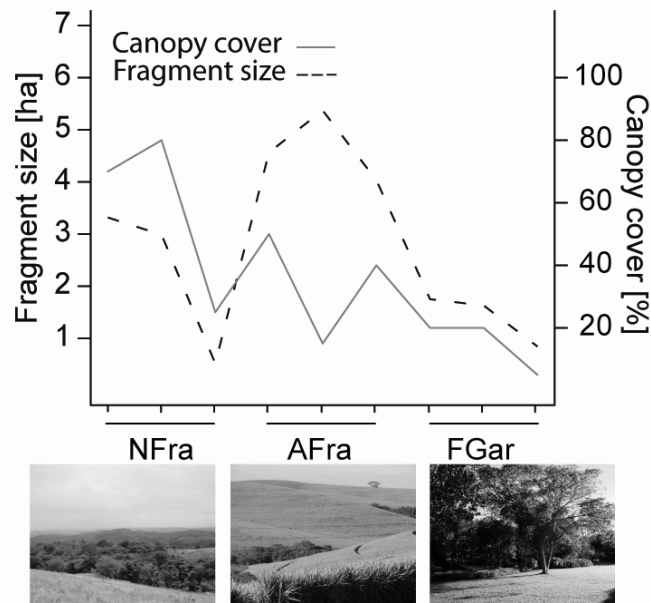 Canopy cover
Fragment size
Fragment size [ha]
7
6
5
4
3
2
1
100
80
60
40
20
Canopy cover [%]
NFra
AFra
FGar